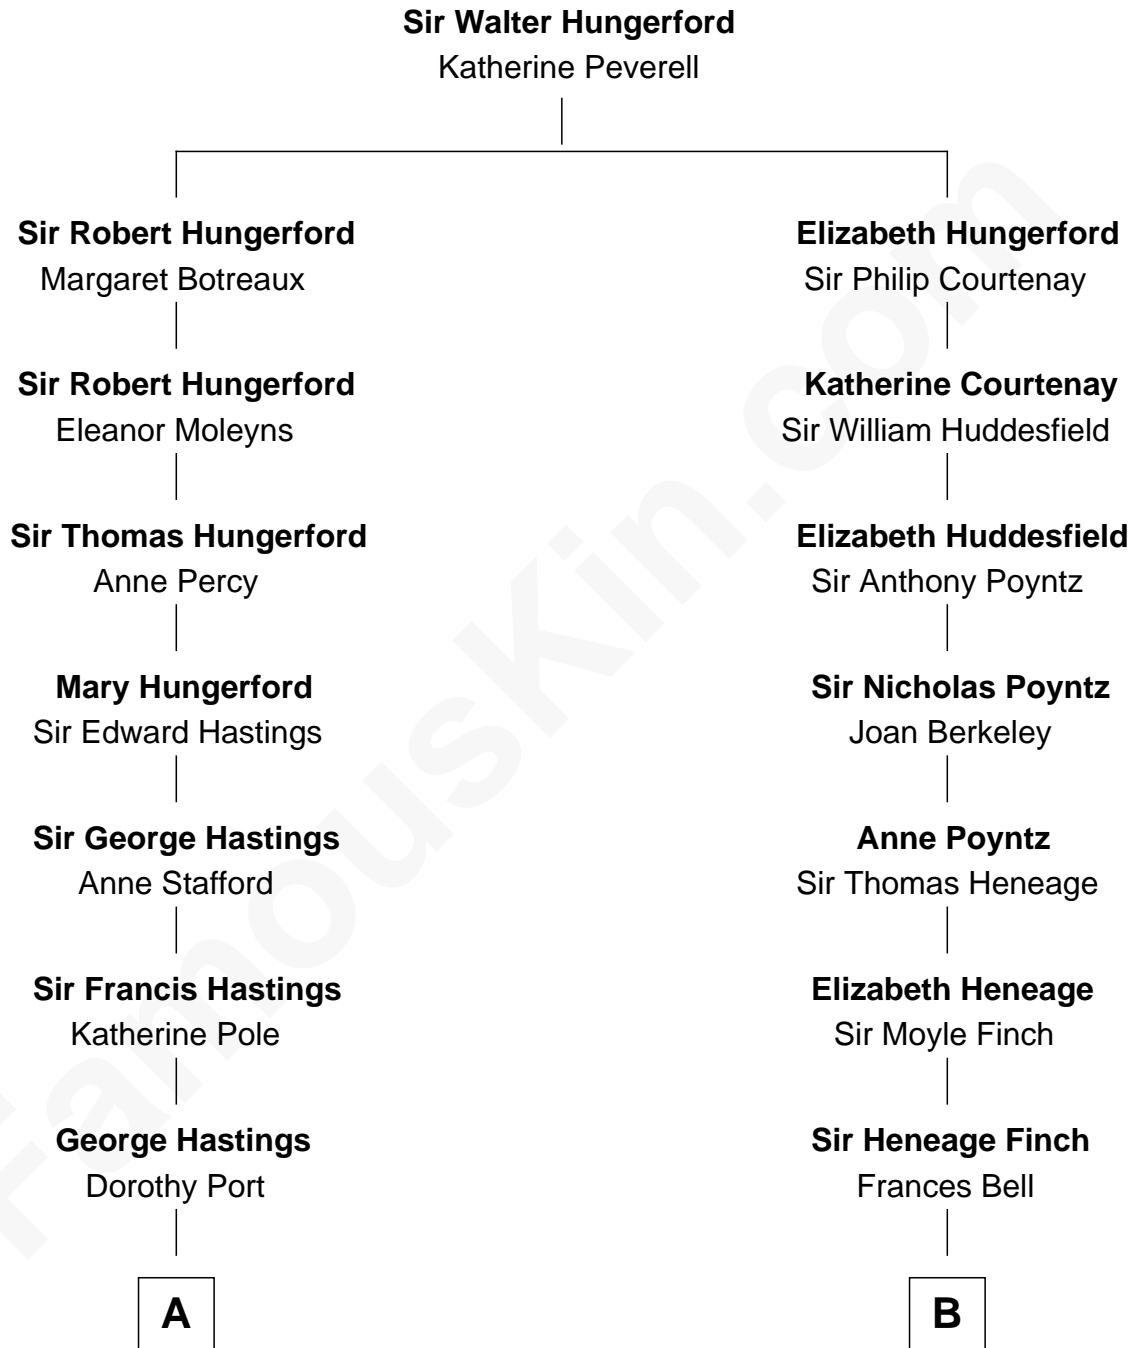 Sir Walter Hungerford
Katherine Peverell
Sir Robert Hungerford
Margaret Botreaux
Sir Robert Hungerford
Eleanor Moleyns
Sir Thomas Hungerford
Anne Percy
Mary Hungerford
Sir Edward Hastings
Sir George Hastings
Anne Stafford
Sir Francis Hastings
Katherine Pole
George Hastings
Dorothy Port
A
Elizabeth Hungerford
Sir Philip Courtenay
Katherine Courtenay
Sir William Huddesfield
Elizabeth Huddesfield
Sir Anthony Poyntz
Sir Nicholas Poyntz
Joan Berkeley
Anne Poyntz
Sir Thomas Heneage
Elizabeth Heneage
Sir Moyle Finch
Sir Heneage Finch
Frances Bell
B
FamousKin.com